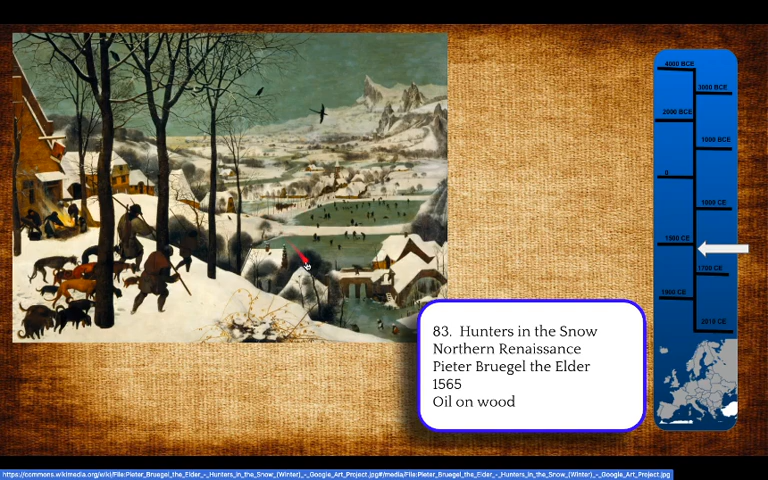 4000 BCE
3000 BCE
2000 BCE
1000 BCE
0
1000 CE
1500 CE
1700 CE
1900 CE
2010 CE
83. Hunters in the Snow
Northern Renaissance
Pieter Bruegel the Elder
1565
Oil on wood
https://commons.wikimedia.org/wiki/File:Pieter_Bruegel_the_Elder_-_Hunters_in_the_Snow_(Winter)_-_Google_Art_Project.jpg#/media/File:Pieter_Bruegel_the_Elder_-_Hunters_in_the_Snow_(Winter)_-_Google_Art_Project.jpg